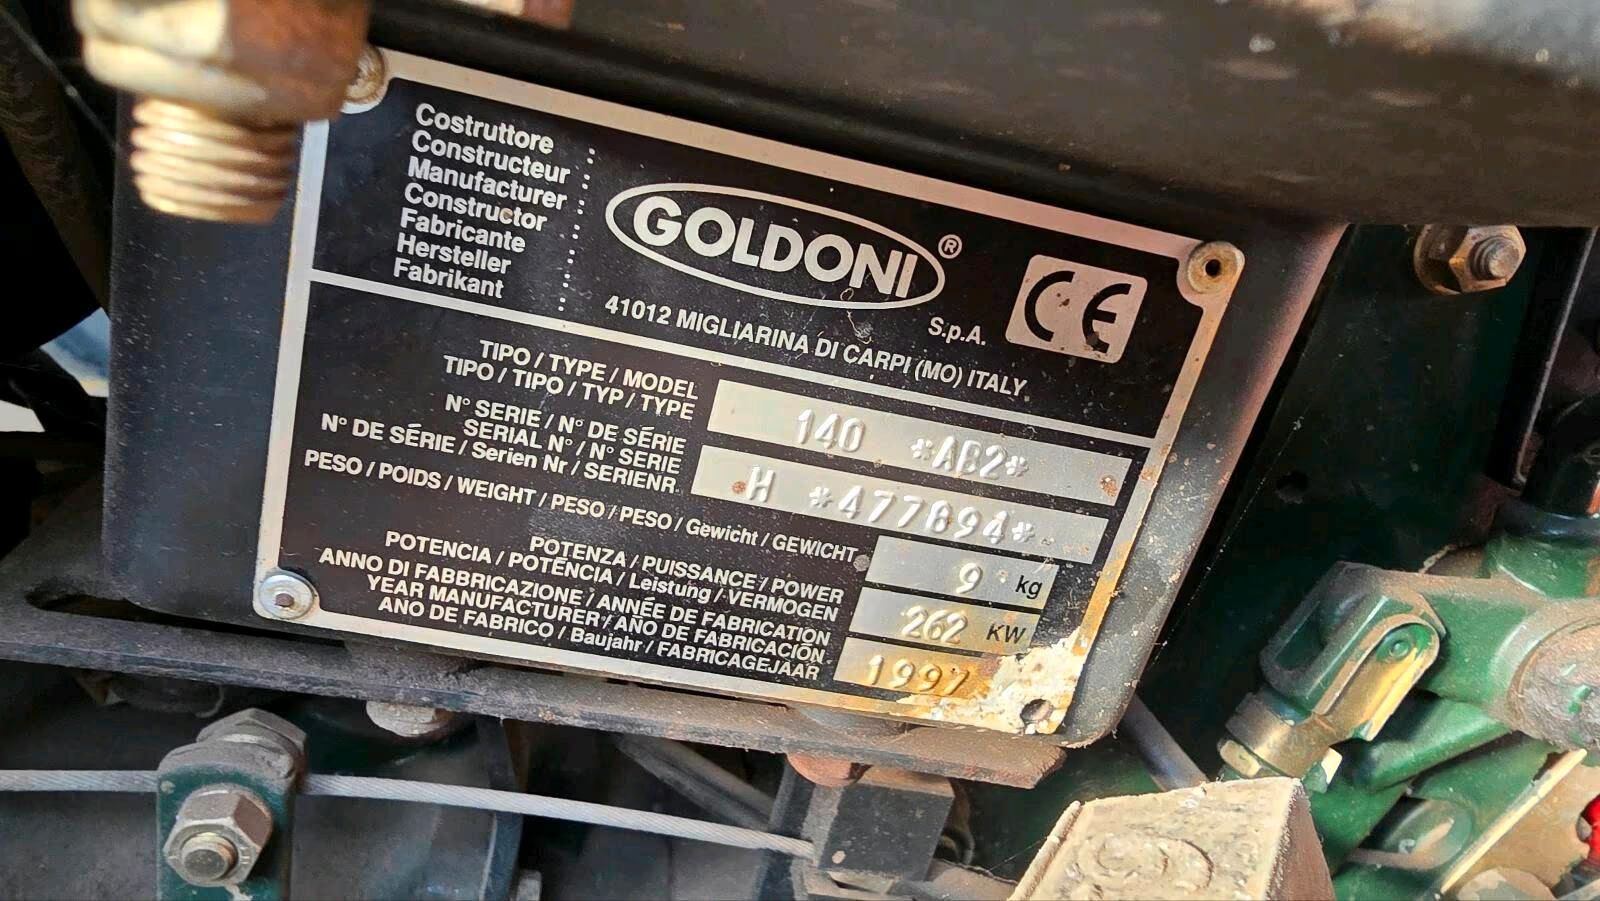 Costruttore
Constructeur
Manufacturer
Constructor
Fabricante
Hersteller
Fabrikant
GOLDONI ®
S.p.A.
CE
41012 MIGLIARINA DI CARPI (MO) ITALY
TIPO / TYPE / MODEL
TIPO / TIPO / TYP / TYPE
140 *AB2*
N° SERIE / N° DE SÉRIE
SERIAL N° / N° SERIE
N° DE SÉRIE / Serien Nr / SERIENR.
H *477694*
PESO / POIDS / WEIGHT / PESO / PESO / Gewicht / GEWICHT
9 kg
POTENZA / PUISSANCE / POWER
POTENCIA / POTÊNCIA / Leistung / VERMOGEN
262 KW
ANNO DI FABBRICAZIONE / ANNÉE DE FABRICATION
YEAR MANUFACTURER / AÑO DE FABRICACIÓN
ANO DE FABRICO / Baujahr / FABRICAGEJAAR
1997